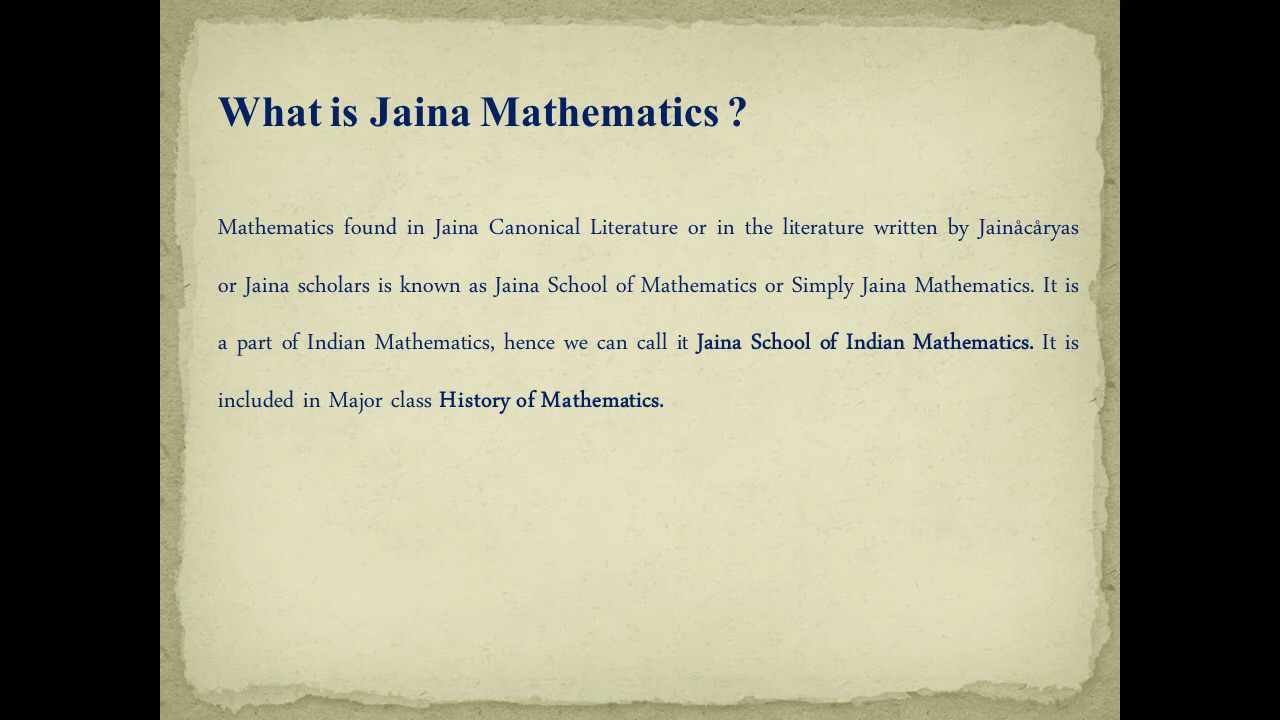 What is Jaina Mathematics ?
Mathematics found in Jaina Canonical Literature or in the literature written by Jainåcåryas
or Jaina scholars is known as Jaina School of Mathematics or Simply Jaina Mathematics. It is
a part of Indian Mathematics, hence we can call it Jaina School of Indian Mathematics. It is
included in Major class History of Mathematics.